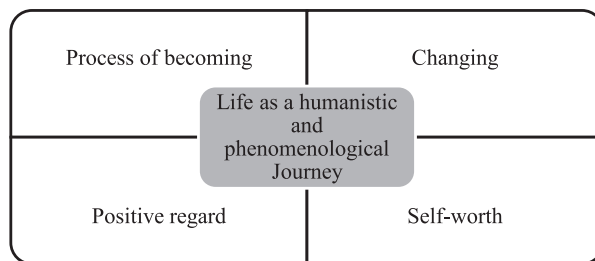 Process of becoming
Changing
Life as a humanistic
and
phenomenological
Journey
Positive regard
Self-worth